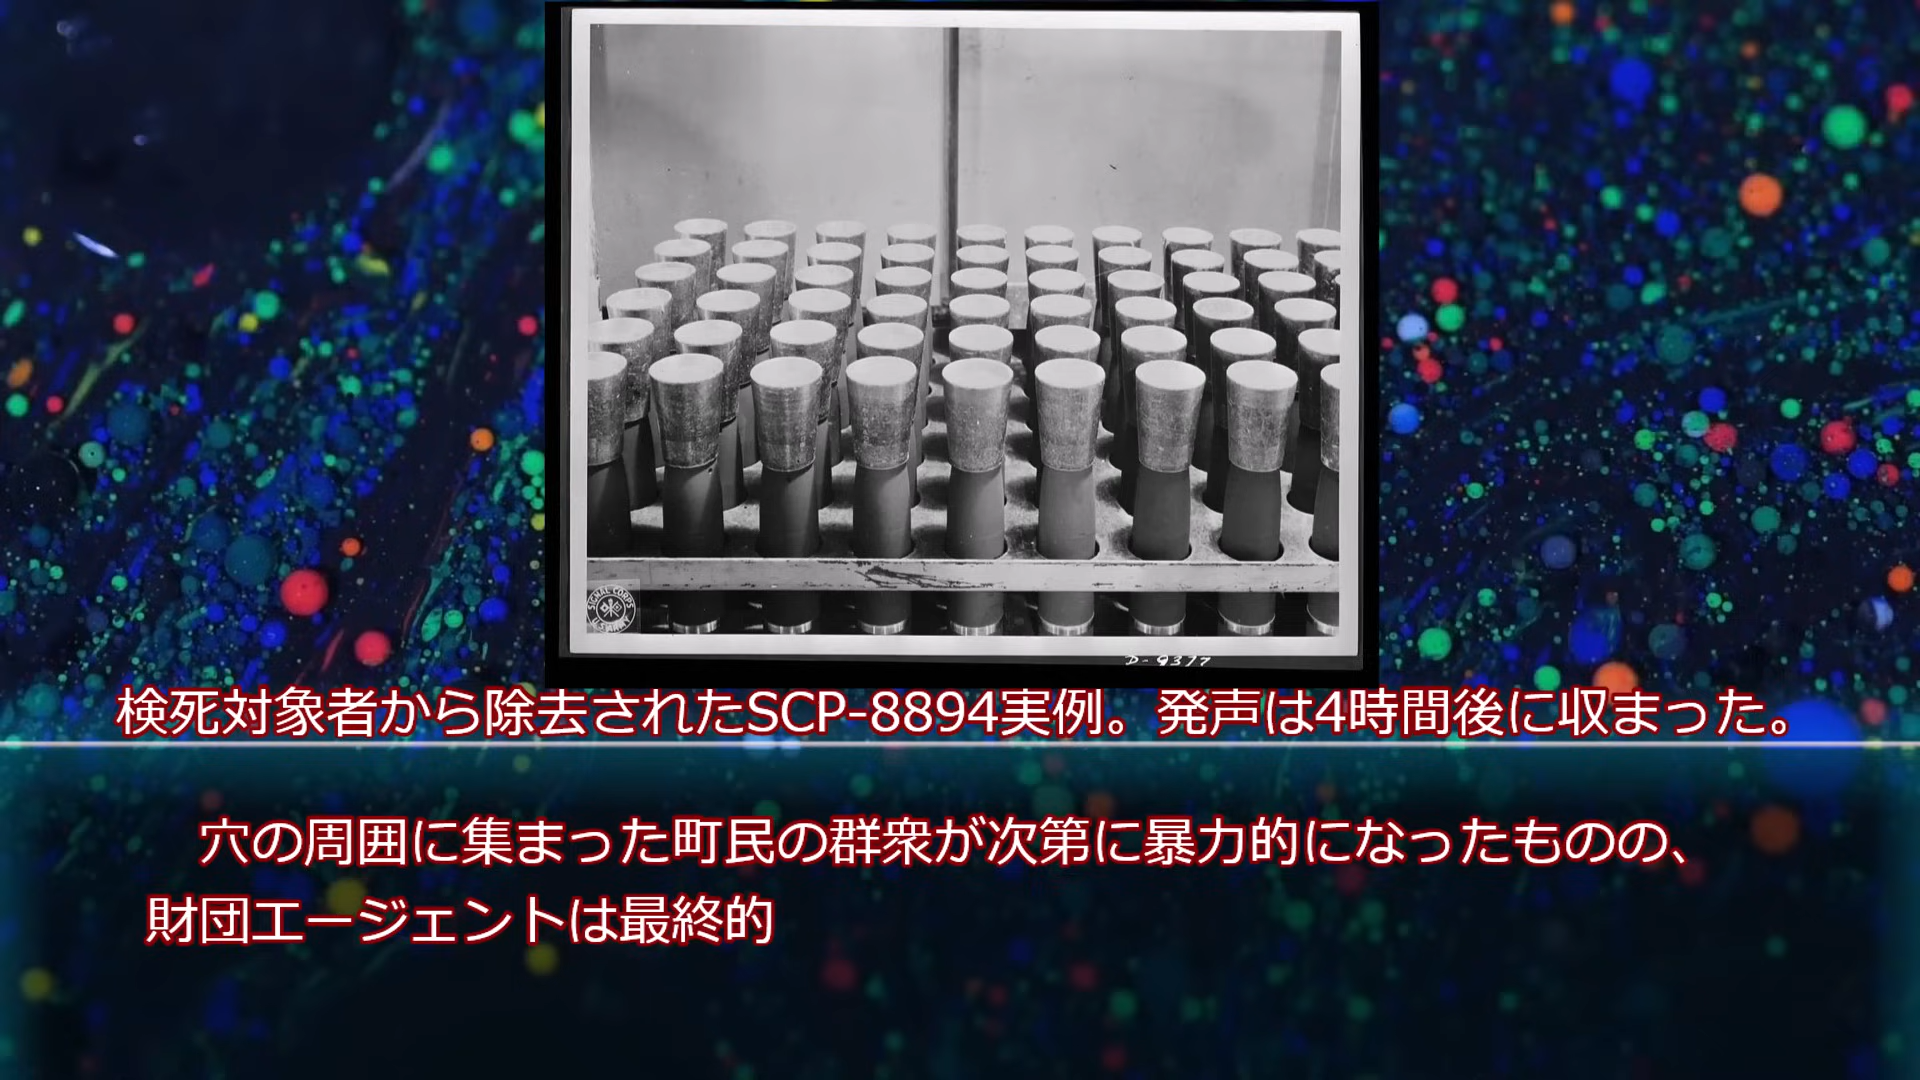 SIGNAL CORPS
U.S. ARMY
D-9377
検死対象者から除去されたSCP-8894実例。発声は4時間後に収まった。
穴の周囲に集まった町民の群衆が次第に暴力的になったものの、
財団エージェントは最終的